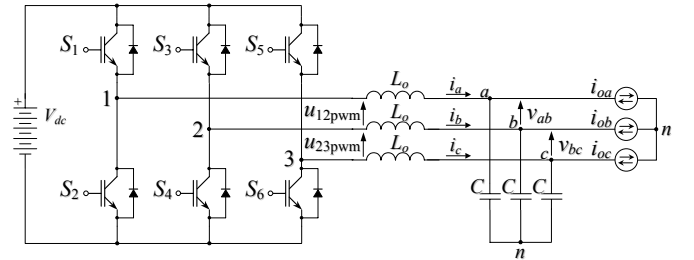 S1 S3 S5
+ Vdc
1
2
3
u12pwm
u23pwm
Lo
Lo
Lo
ia
ib
ic
a
b
c
vab
vbc
ioa
iob
ioc
n
S2 S4 S6
C C C
n